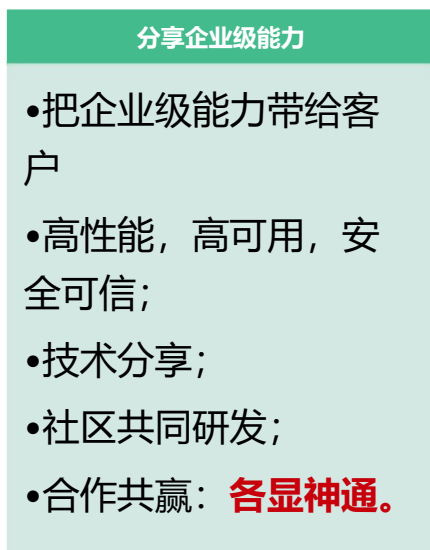 分享企业级能力
•把企业级能力带给客
户
•高性能，高可用，安
全可信；
•技术分享；
•社区共同研发；
•合作共赢：各显神通。